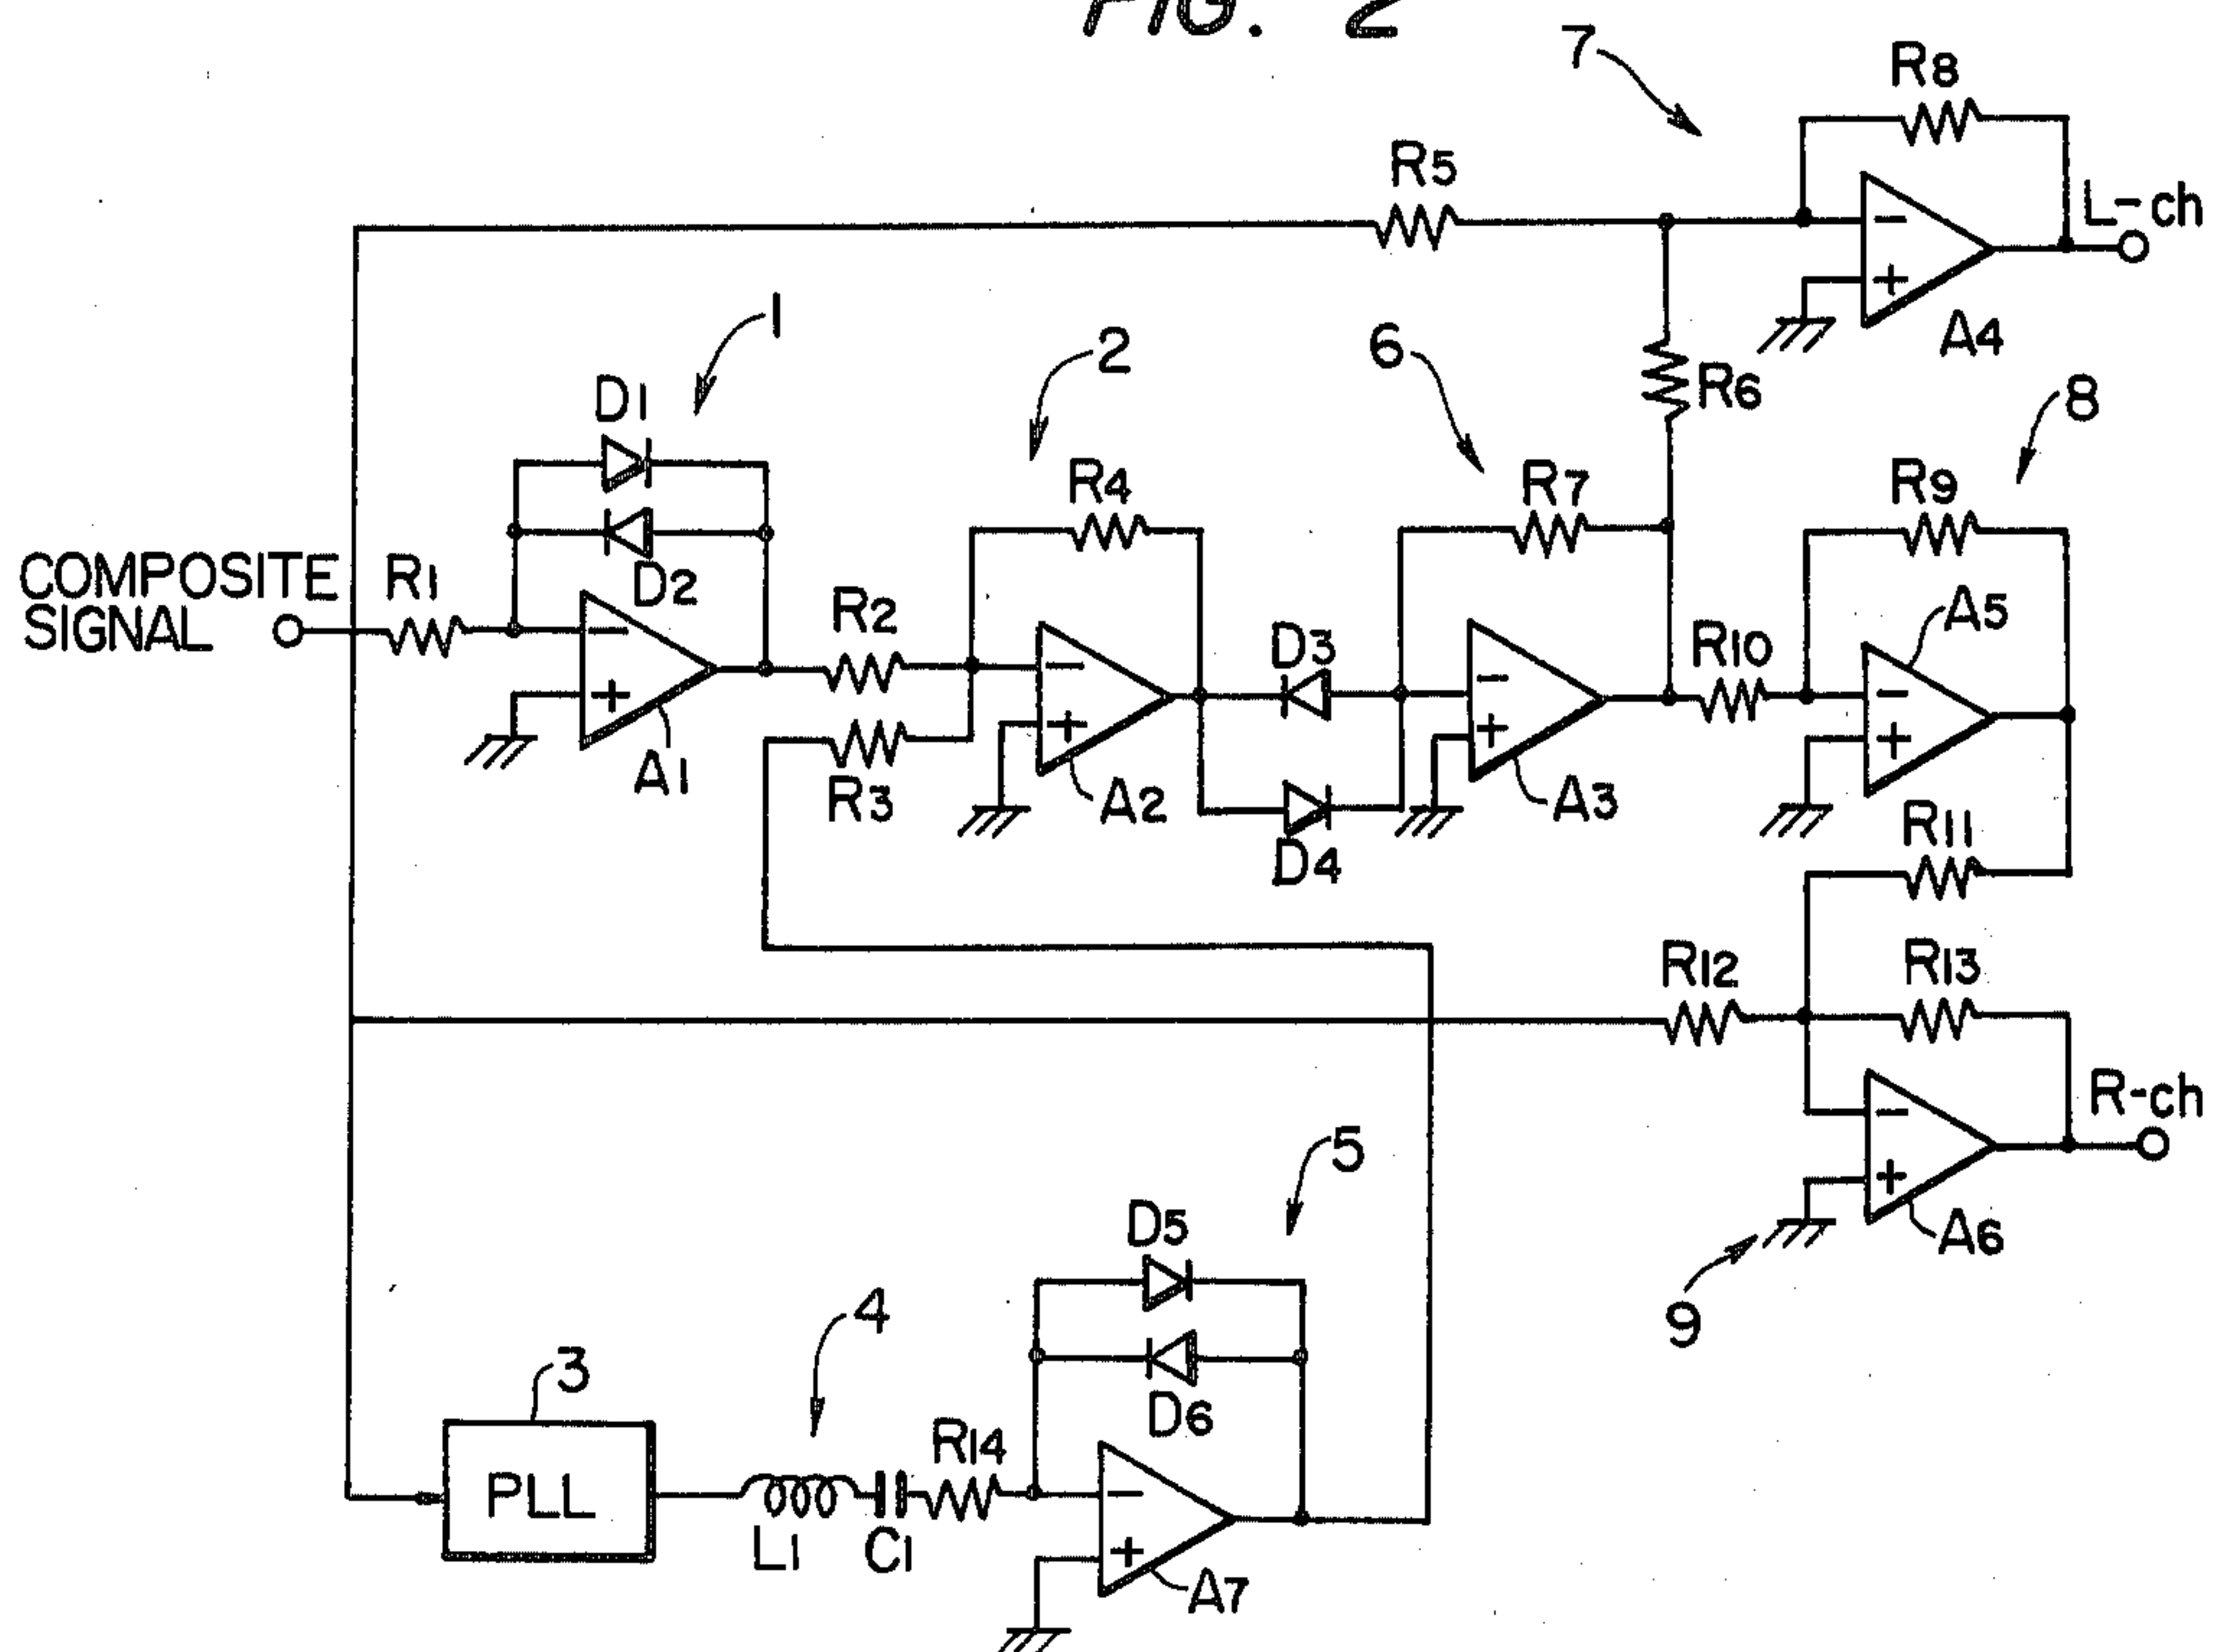 FIG. 2
7
R8
R5
L-ch
−
+
A4
1
2
6
R6
8
D1
R4
R7
R9
D2
COMPOSITE
SIGNAL
R1
R2
D3
R10
A5
−
+
A1
R3
−
+
A2
D4
−
+
A3
−
+
R11
R12
R13
R-ch
−
+
A6
9
5
D5
4
D6
3
R14
PLL
L1
C1
−
+
A7